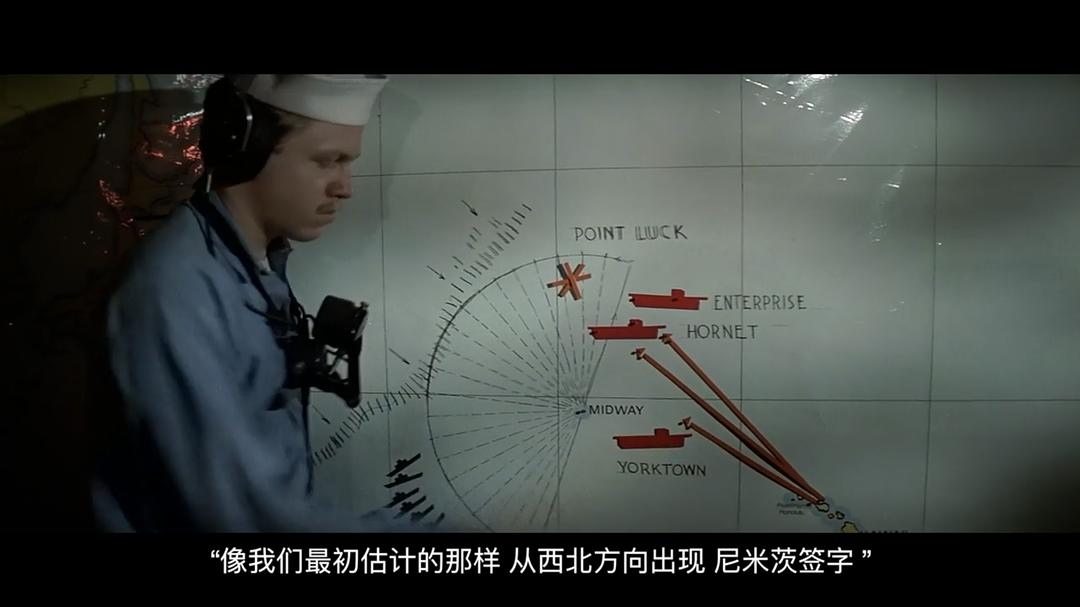 POINT LUCK
ENTERPRISE
HORNET
MIDWAY
YORKTOWN
“像我们最初估计的那样 从西北方向出现 尼米茨签字 ”